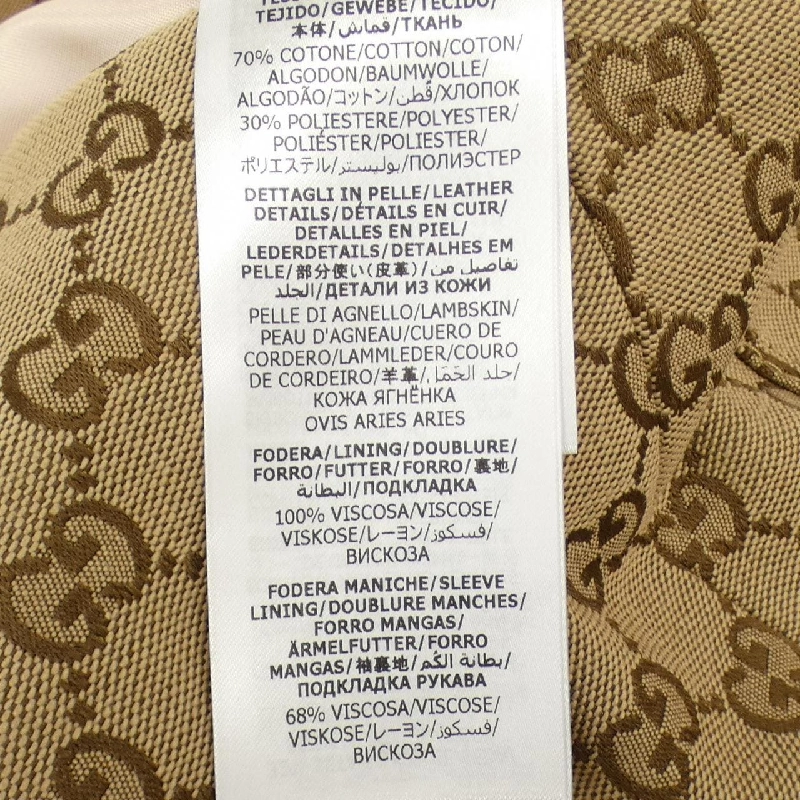 TEJIDO/GEWEBE/TECIDO/
本体/قماش/ТКАНЬ
70% COTONE/COTTON/COTON/
ALGODON/BAUMWOLLE/
ALGODÃO/コットン/قُطن/ХЛОПОК
30% POLIESTERE/POLYESTER/
POLIÉSTER/POLIESTER/
ポリエステル/بوليستر/ПОЛИЭСТЕР
DETTAGLI IN PELLE/LEATHER
DETAILS/DÉTAILS EN CUIR/
DETALLES EN PIEL/
LEDERDETAILS/DETALHES EM
PELE/部分使い(皮革)/تفاصيل من
الجلد/ДЕТАЛИ ИЗ КОЖИ
PELLE DI AGNELLO/LAMBSKIN/
PEAU D'AGNEAU/CUERO DE
CORDERO/LAMMLEDER/COURO
DE CORDEIRO/羊革/جلد الحَمَل/
КОЖА ЯГНЁНКА
OVIS ARIES ARIES
FODERA/LINING/DOUBLURE/
FORRO/FUTTER/FORRO/裏地/
البطانة/ПОДКЛАДКА
100% VISCOSA/VISCOSE/
VISKOSE/レーヨン/فسكوز/
ВИСКОЗА
FODERA MANICHE/SLEEVE
LINING/DOUBLURE MANCHES/
FORRO MANGAS/
ÄRMELFUTTER/FORRO
MANGAS/袖裏地/بطانة الكُم/
ПОДКЛАДКА РУКАВА
68% VISCOSA/VISCOSE/
VISKOSE/レーヨン/فسكوز/
ВИСКОЗА